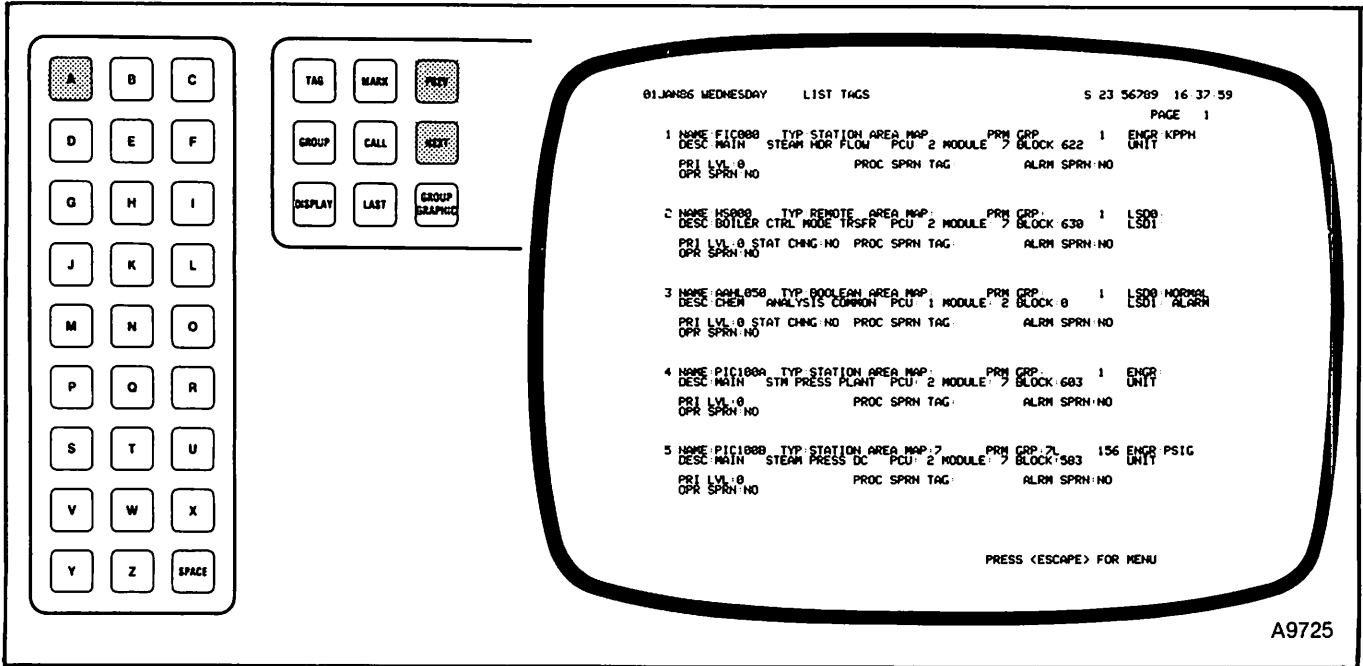 A B C
D E F
G H I
J K L
M N O
P Q R
S T U
V W X
Y Z SPACE
TAG MARK PREV
GROUP CALL NEXT
DISPLAY LAST GROUP GRAPHIC
01JAN86 WEDNESDAY LIST TAGS S 23 56789 16:37:59
PAGE 1
1 NAME:FIC000 TYP:STATION AREA MAP: PRM GRP: 1 ENGR:KPPH
DESC:MAIN STEAM HDR FLOW PCU: 2 MODULE: 7 BLOCK:622 UNIT
PRI LVL:0 PROC SPRN TAG: ALRM SPRN:NO
OPR SPRN:NO
2 NAME:HS000 TYP:REMOTE AREA MAP: PRM GRP: 1 LSD0:
DESC:BOILER CTRL MODE TRSFR PCU: 2 MODULE: 7 BLOCK:630 LSD1:
PRI LVL:0 STAT CHNG:NO PROC SPRN TAG: ALRM SPRN:NO
OPR SPRN:NO
3 NAME:AAHL050 TYP:BOOLEAN AREA MAP: PRM GRP: 1 LSD0:NORMAL
DESC:CHEM ANALYSIS COMMON PCU: 1 MODULE: 2 BLOCK:0 LSD1: ALARM
PRI LVL:0 STAT CHNG:NO PROC SPRN TAG: ALRM SPRN:NO
OPR SPRN:NO
4 NAME:PIC100A TYP:STATION AREA MAP: PRM GRP: 1 ENGR:
DESC:MAIN STM PRESS PLANT PCU: 2 MODULE: 7 BLOCK:603 UNIT
PRI LVL:0 PROC SPRN TAG: ALRM SPRN:NO
OPR SPRN:NO
5 NAME:PIC100B TYP:STATION AREA MAP:7 PRM GRP:7L 156 ENGR:PSIG
DESC:MAIN STEAM PRESS DC PCU: 2 MODULE: 7 BLOCK:583 UNIT
PRI LVL:0 PROC SPRN TAG: ALRM SPRN:NO
OPR SPRN:NO
PRESS <ESCAPE> FOR MENU
A9725